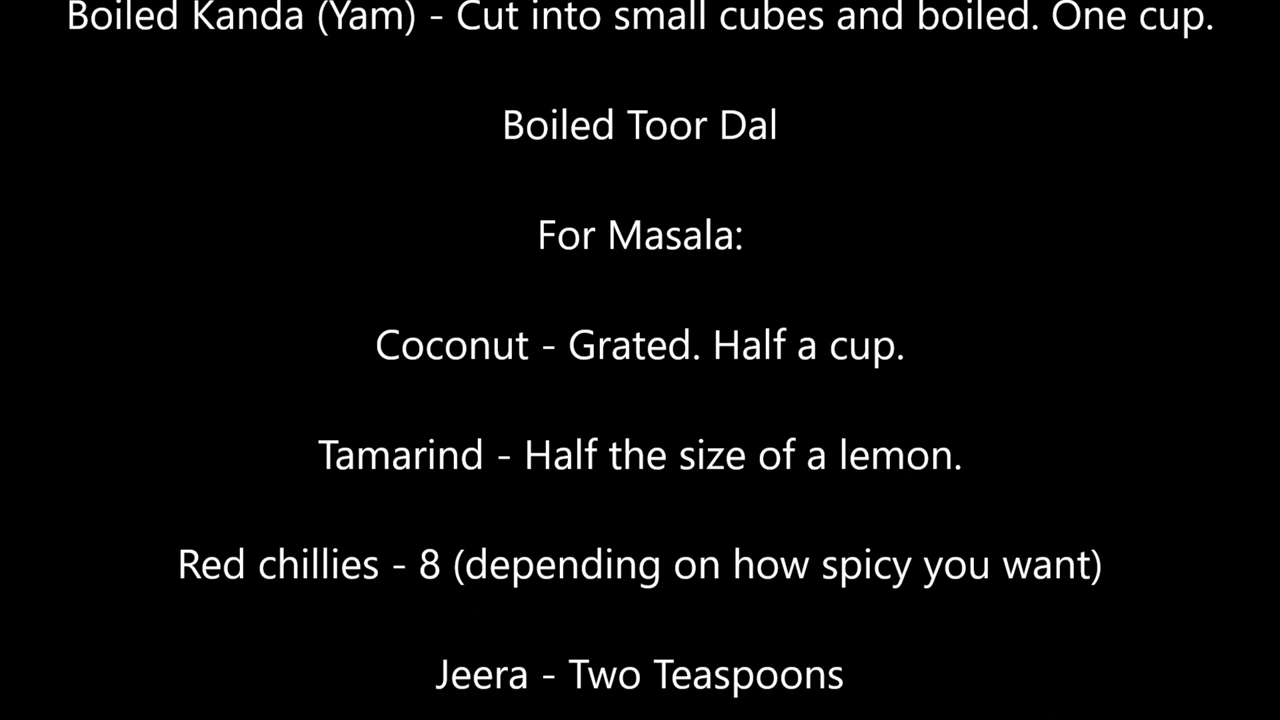 Boiled Kanda (Yam) - Cut into small cubes and boiled. One cup.
Boiled Toor Dal
For Masala:
Coconut - Grated. Half a cup.
Tamarind - Half the size of a lemon.
Red chillies - 8 (depending on how spicy you want)
Jeera - Two Teaspoons